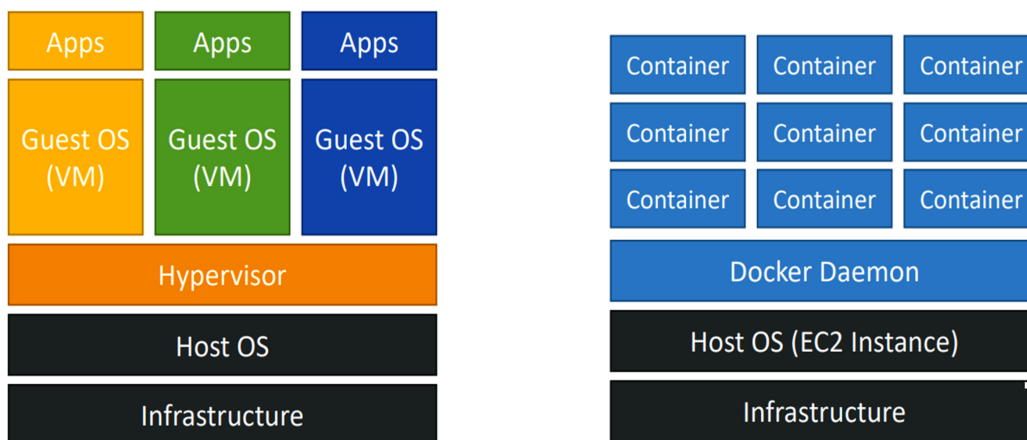 Apps
Apps
Apps
Guest OS
(VM)
Guest OS
(VM)
Guest OS
(VM)
Hypervisor
Host OS
Infrastructure
Container
Container
Container
Container
Container
Container
Container
Container
Container
Docker Daemon
Host OS (EC2 Instance)
Infrastructure